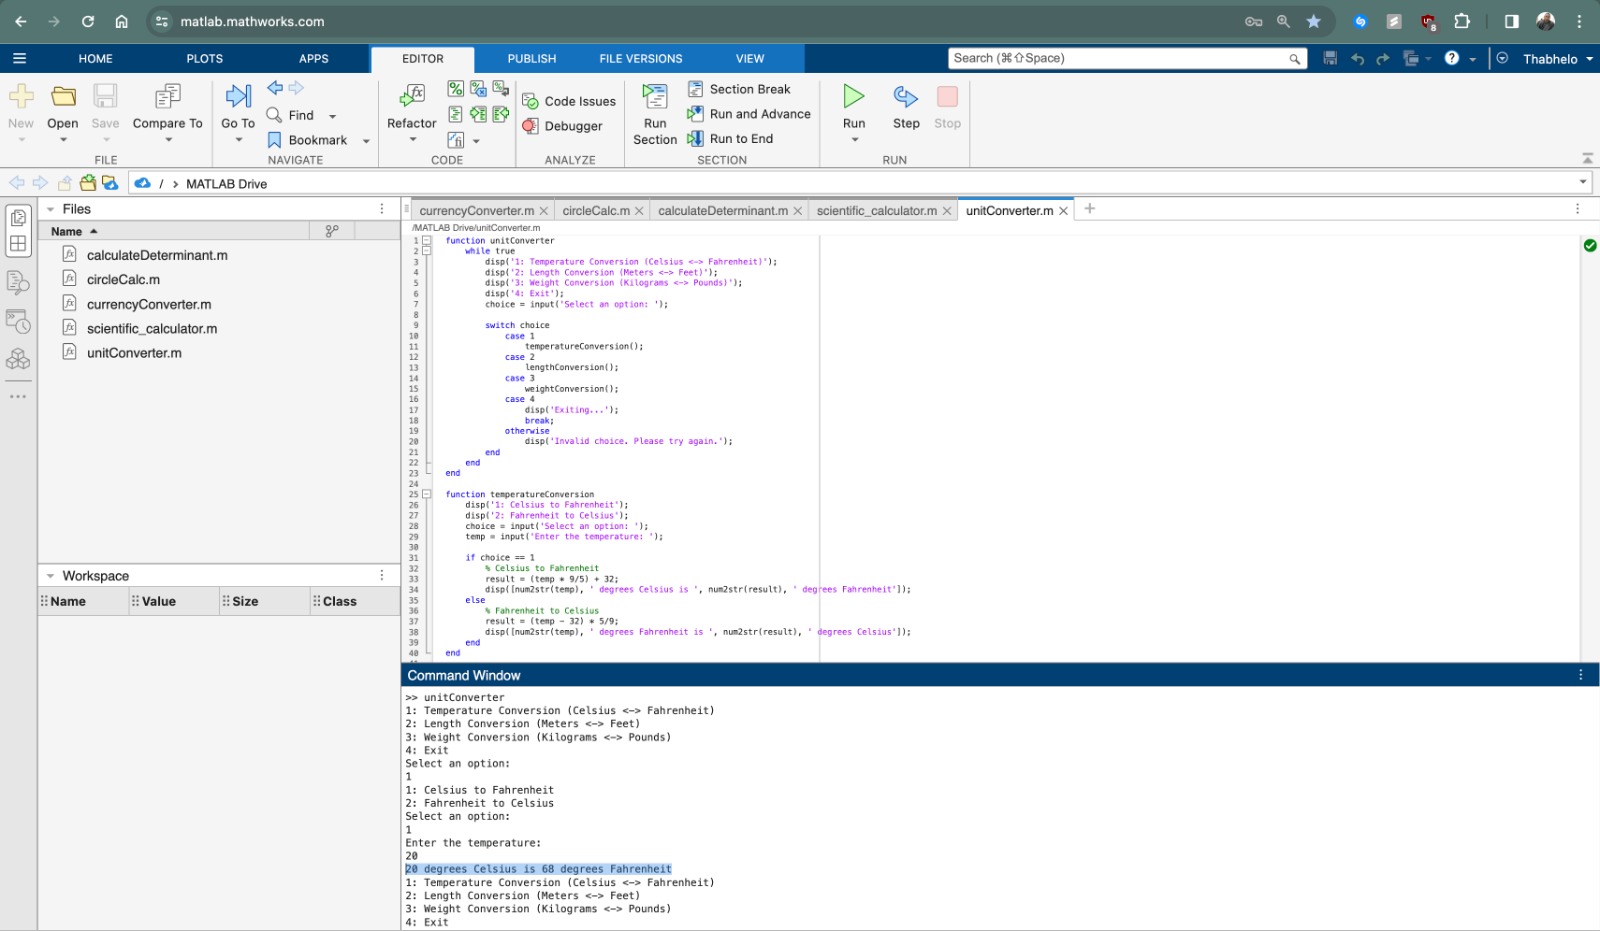 matlab.mathworks.com
8
HOME PLOTS APPS EDITOR PUBLISH FILE VERSIONS VIEW Search (⌘⇧Space) Thabhelo
New Open Save Compare To Go To Find Bookmark Refactor Code Issues Debugger Run Section Section Break Run and Advance Run to End Run Step Stop
FILE NAVIGATE CODE ANALYZE SECTION RUN
/ › MATLAB Drive
Files
Name
calculateDeterminant.m
circleCalc.m
currencyConverter.m
scientific_calculator.m
unitConverter.m
Workspace
Name Value Size Class
currencyConverter.m circleCalc.m calculateDeterminant.m scientific_calculator.m unitConverter.m
/MATLAB Drive/unitConverter.m
1 function unitConverter
2 while true
3 disp('1: Temperature Conversion (Celsius <-> Fahrenheit)');
4 disp('2: Length Conversion (Meters <-> Feet)');
5 disp('3: Weight Conversion (Kilograms <-> Pounds)');
6 disp('4: Exit');
7 choice = input('Select an option: ');
8
9 switch choice
10 case 1
11 temperatureConversion();
12 case 2
13 lengthConversion();
14 case 3
15 weightConversion();
16 case 4
17 disp('Exiting...');
18 break;
19 otherwise
20 disp('Invalid choice. Please try again.');
21 end
22 end
23 end
24
25 function temperatureConversion
26 disp('1: Celsius to Fahrenheit');
27 disp('2: Fahrenheit to Celsius');
28 choice = input('Select an option: ');
29 temp = input('Enter the temperature: ');
30
31 if choice == 1
32 % Celsius to Fahrenheit
33 result = (temp * 9/5) + 32;
34 disp([num2str(temp), ' degrees Celsius is ', num2str(result), ' degrees Fahrenheit']);
35 else
36 % Fahrenheit to Celsius
37 result = (temp - 32) * 5/9;
38 disp([num2str(temp), ' degrees Fahrenheit is ', num2str(result), ' degrees Celsius']);
39 end
40 end
Command Window
>> unitConverter
1: Temperature Conversion (Celsius <-> Fahrenheit)
2: Length Conversion (Meters <-> Feet)
3: Weight Conversion (Kilograms <-> Pounds)
4: Exit
Select an option:
1
1: Celsius to Fahrenheit
2: Fahrenheit to Celsius
Select an option:
1
Enter the temperature:
20
20 degrees Celsius is 68 degrees Fahrenheit
1: Temperature Conversion (Celsius <-> Fahrenheit)
2: Length Conversion (Meters <-> Feet)
3: Weight Conversion (Kilograms <-> Pounds)
4: Exit